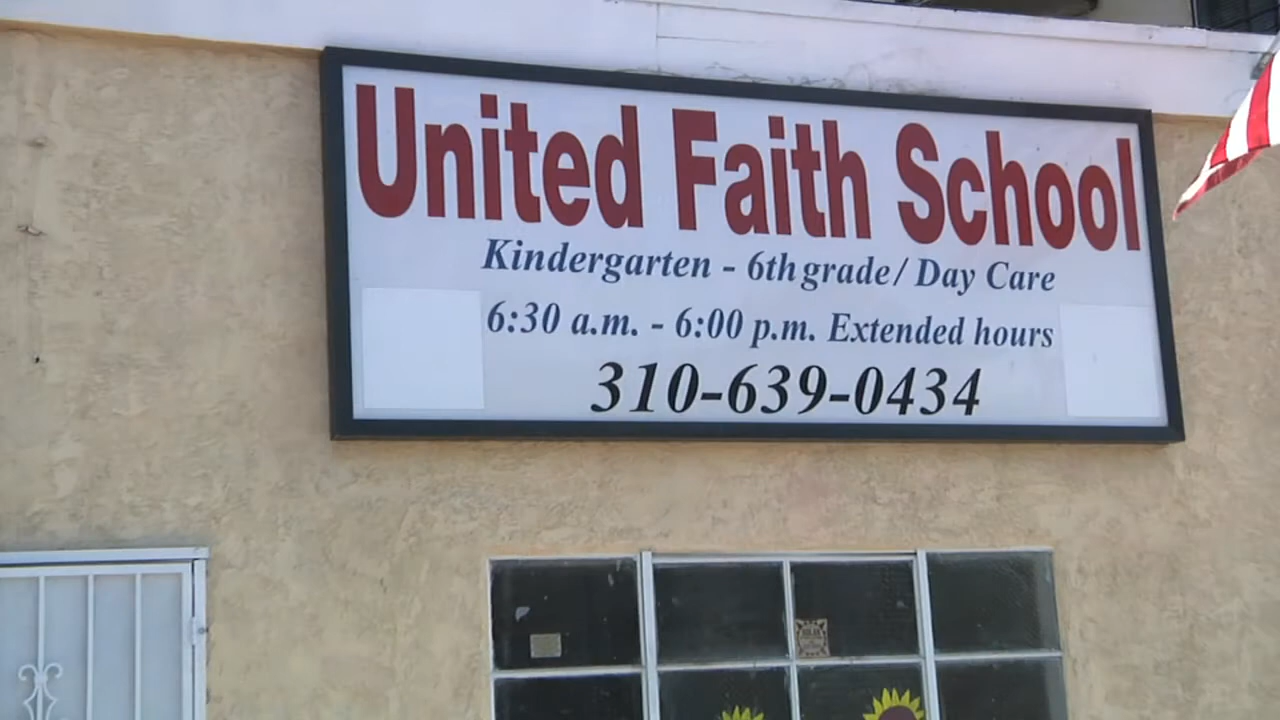 United Faith School
Kindergarten - 6th grade/ Day Care
6:30 a.m. - 6:00 p.m. Extended hours
310-639-0434